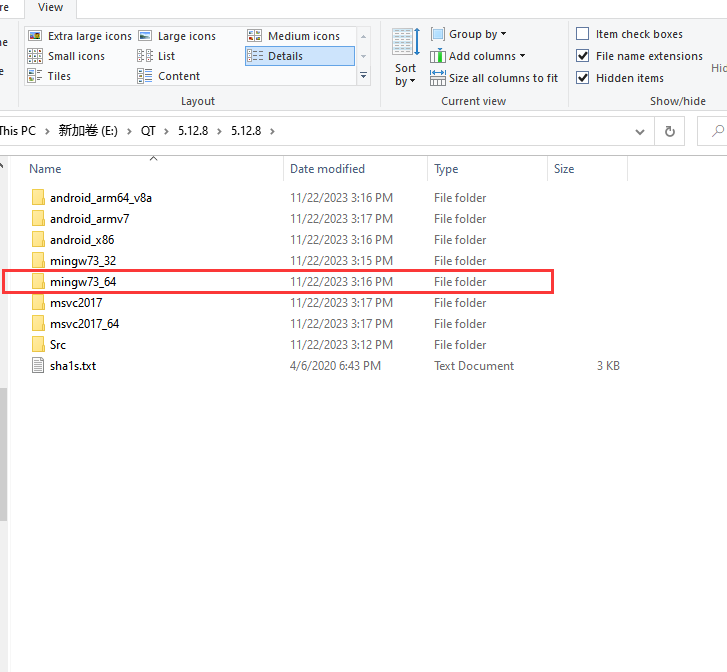 re View
Extra large icons Large icons Medium icons
Small icons List Details
Tiles Content
Layout
Sort by
Group by
Add columns
Size all columns to fit
Current view
Item check boxes
File name extensions
Hidden items
Hid
Show/hide
This PC > 新加卷 (E:) > QT > 5.12.8 > 5.12.8 >
Name Date modified Type Size
android_arm64_v8a 11/22/2023 3:16 PM File folder
android_armv7 11/22/2023 3:17 PM File folder
android_x86 11/22/2023 3:16 PM File folder
mingw73_32 11/22/2023 3:15 PM File folder
mingw73_64 11/22/2023 3:16 PM File folder
msvc2017 11/22/2023 3:17 PM File folder
msvc2017_64 11/22/2023 3:17 PM File folder
Src 11/22/2023 3:12 PM File folder
sha1s.txt 4/6/2020 6:43 PM Text Document 3 KB